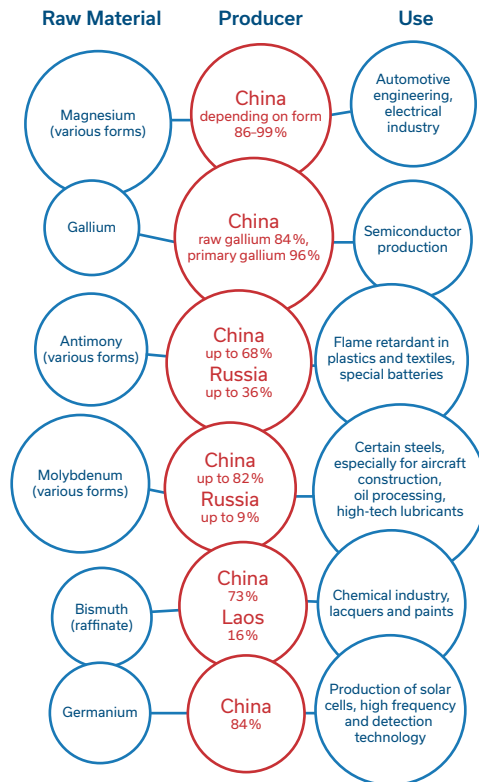 Raw Material
Producer
Use
Magnesium
(various forms)
China
depending on form
86–99%
Automotive
engineering,
electrical
industry
Gallium
China
raw gallium 84%,
primary gallium 96%
Semiconductor
production
Antimony
(various forms)
China
up to 68%
Russia
up to 36%
Flame retardant in
plastics and textiles,
special batteries
Molybdenum
(various forms)
China
up to 82%
Russia
up to 9%
Certain steels,
especially for aircraft
construction,
oil processing,
high-tech lubricants
Bismuth
(raffinate)
China
73%
Laos
16%
Chemical industry,
lacquers and paints
Germanium
China
84%
Production of solar
cells, high frequency
and detection
technology